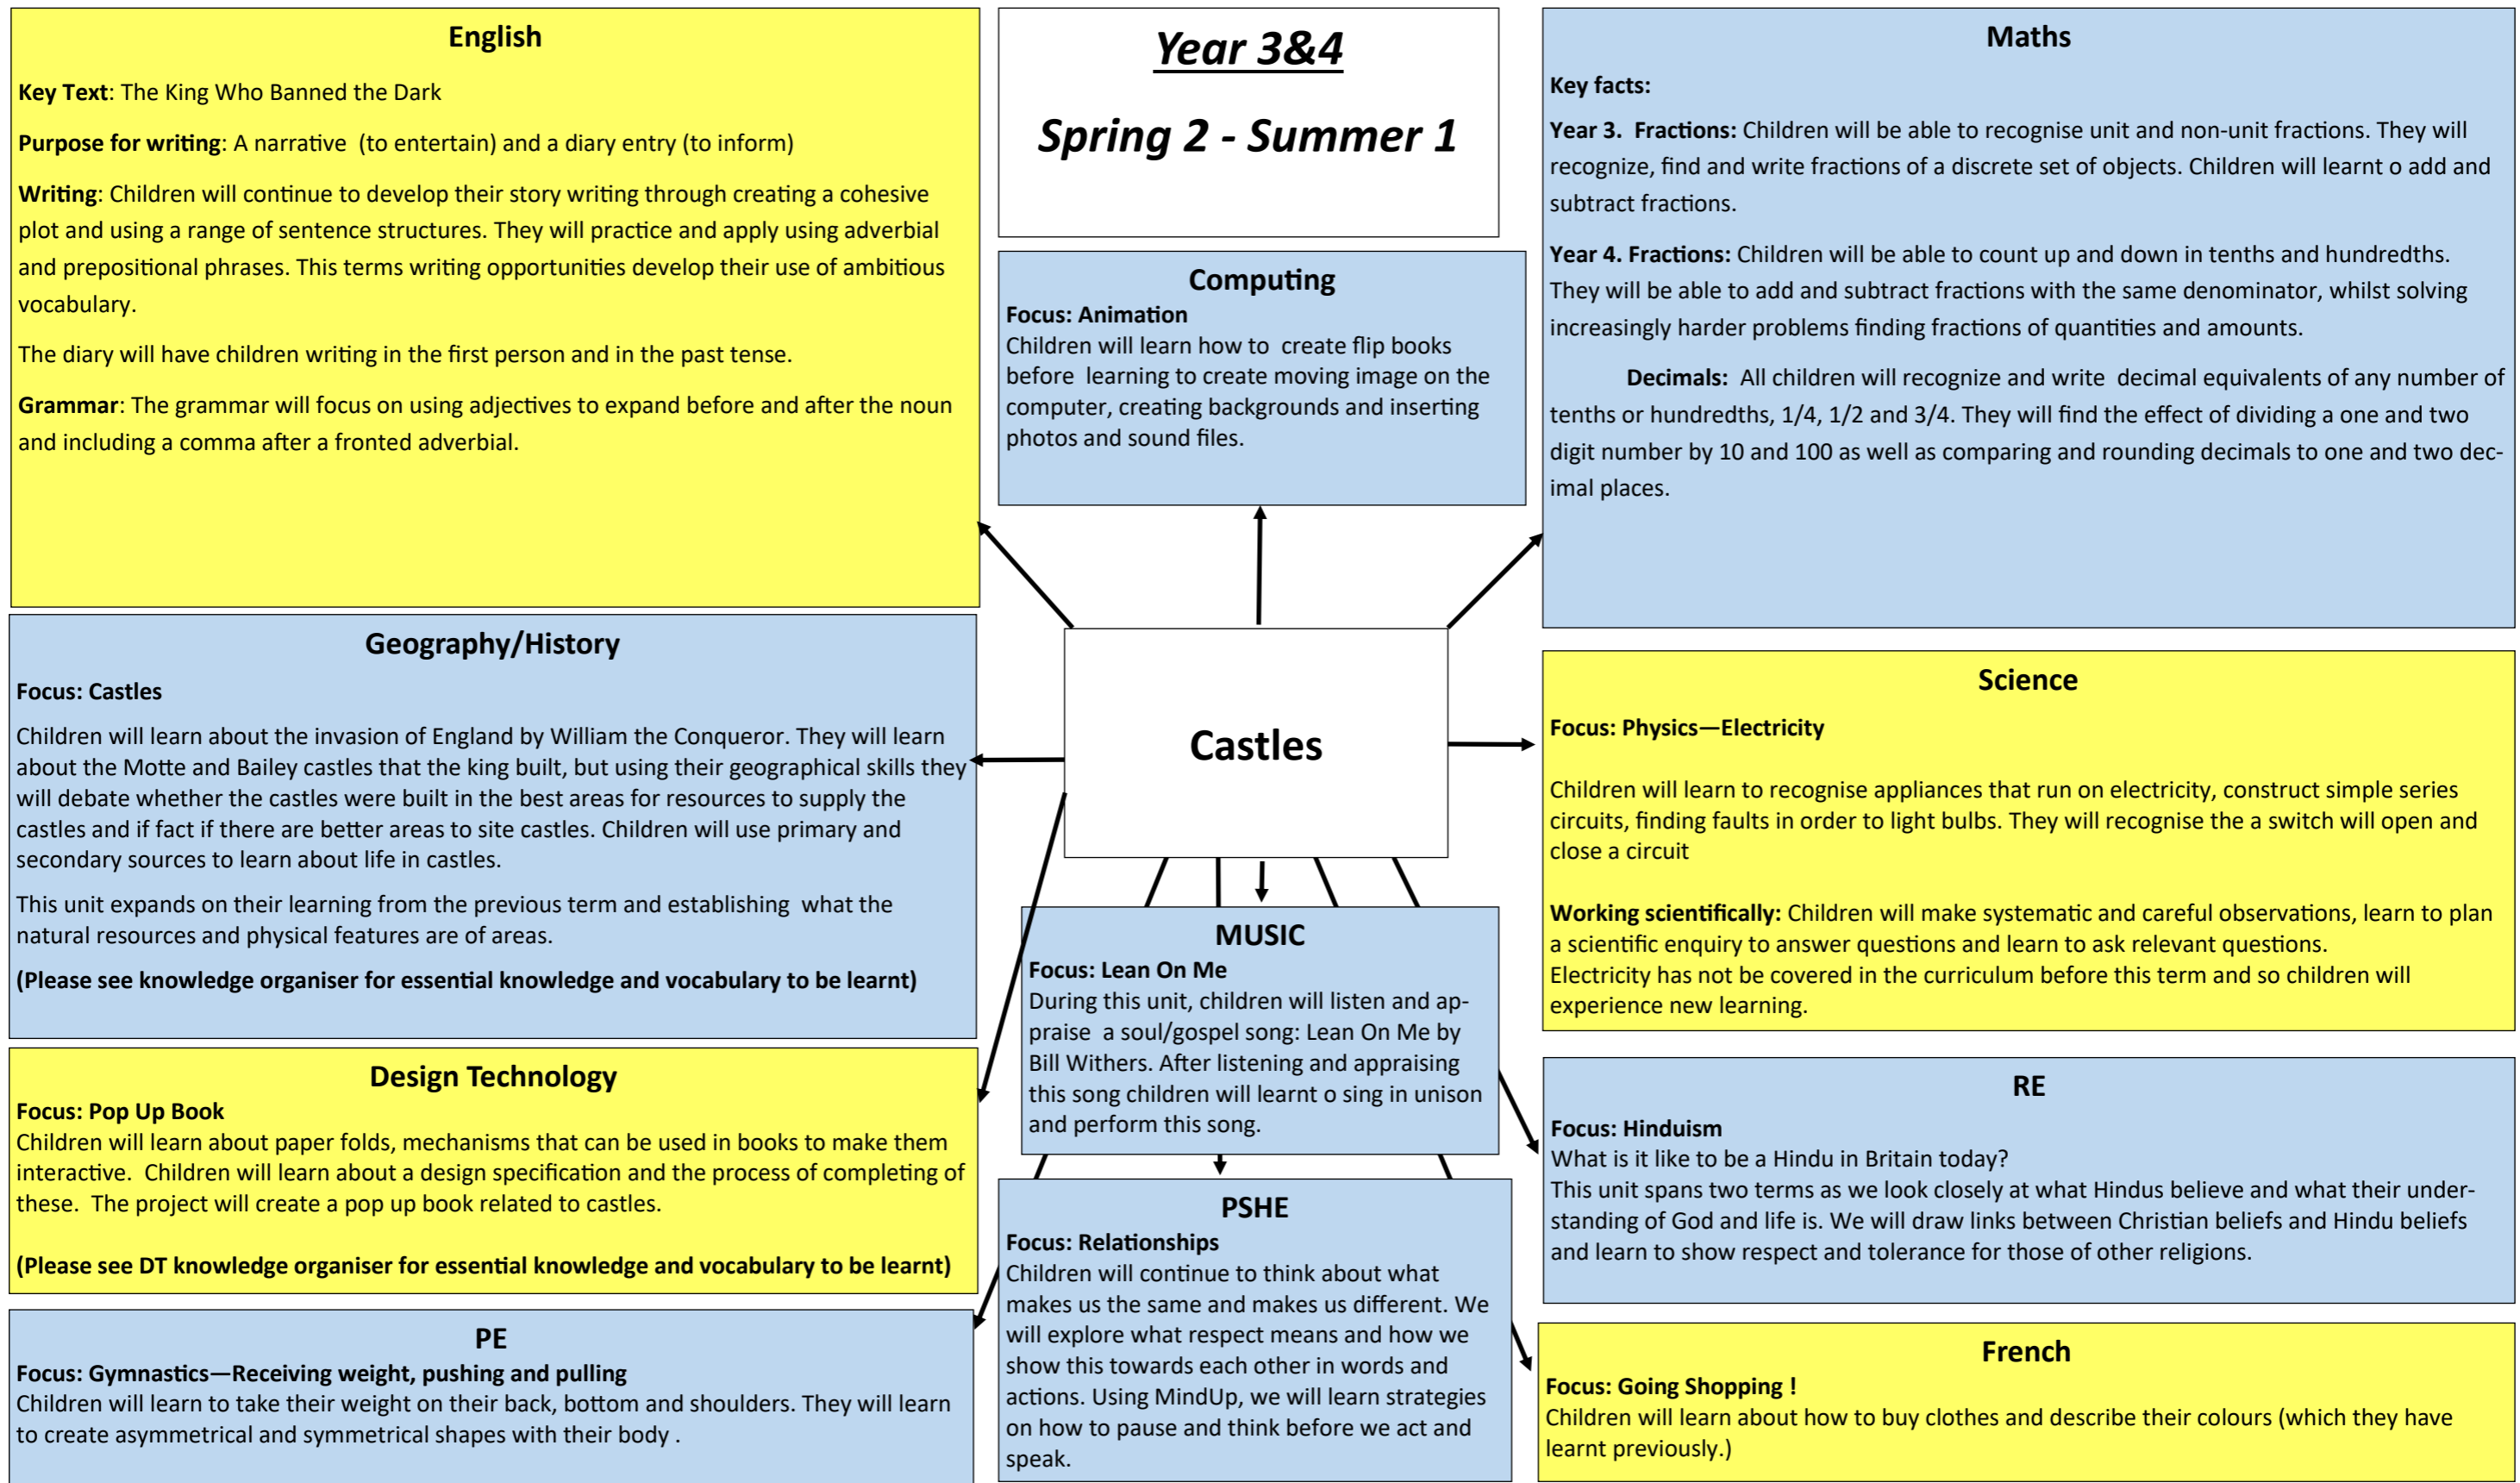 English
Key Text: The King Who Banned the Dark
Purpose for writing: A narrative  (to entertain) and a diary entry (to inform)
Writing: Children will continue to develop their story writing through creating a cohesive
plot and using a range of sentence structures. They will practice and apply using adverbial
and prepositional phrases. This terms writing opportunities develop their use of ambitious
vocabulary.
The diary will have children writing in the first person and in the past tense.
Grammar: The grammar will focus on using adjectives to expand before and after the noun
and including a comma after a fronted adverbial.
Year 3&4
Spring 2 - Summer 1
Computing
Focus: Animation
Children will learn how to  create flip books
before  learning to create moving image on the
computer, creating backgrounds and inserting
photos and sound files.
Maths
Key facts:
Year 3.  Fractions: Children will be able to recognise unit and non-unit fractions. They will
recognize, find and write fractions of a discrete set of objects. Children will learnt o add and
subtract fractions.
Year 4. Fractions: Children will be able to count up and down in tenths and hundredths.
They will be able to add and subtract fractions with the same denominator, whilst solving
increasingly harder problems finding fractions of quantities and amounts.
Decimals:  All children will recognize and write  decimal equivalents of any number of
tenths or hundredths, 1/4, 1/2 and 3/4. They will find the effect of dividing a one and two
digit number by 10 and 100 as well as comparing and rounding decimals to one and two dec-
imal places.
Geography/History
Focus: Castles
Children will learn about the invasion of England by William the Conqueror. They will learn
about the Motte and Bailey castles that the king built, but using their geographical skills they
will debate whether the castles were built in the best areas for resources to supply the
castles and if fact if there are better areas to site castles. Children will use primary and
secondary sources to learn about life in castles.
This unit expands on their learning from the previous term and establishing  what the
natural resources and physical features are of areas.
(Please see knowledge organiser for essential knowledge and vocabulary to be learnt)
Castles
Science
Focus: Physics—Electricity
Children will learn to recognise appliances that run on electricity, construct simple series
circuits, finding faults in order to light bulbs. They will recognise the a switch will open and
close a circuit
Working scientifically: Children will make systematic and careful observations, learn to plan
a scientific enquiry to answer questions and learn to ask relevant questions.
Electricity has not be covered in the curriculum before this term and so children will
experience new learning.
Design Technology
Focus: Pop Up Book
Children will learn about paper folds, mechanisms that can be used in books to make them
interactive.  Children will learn about a design specification and the process of completing of
these.  The project will create a pop up book related to castles.
(Please see DT knowledge organiser for essential knowledge and vocabulary to be learnt)
MUSIC
Focus: Lean On Me
During this unit, children will listen and ap-
praise  a soul/gospel song: Lean On Me by
Bill Withers. After listening and appraising
this song children will learnt o sing in unison
and perform this song.
RE
Focus: Hinduism
What is it like to be a Hindu in Britain today?
This unit spans two terms as we look closely at what Hindus believe and what their under-
standing of God and life is. We will draw links between Christian beliefs and Hindu beliefs
and learn to show respect and tolerance for those of other religions.
PE
Focus: Gymnastics—Receiving weight, pushing and pulling
Children will learn to take their weight on their back, bottom and shoulders. They will learn
to create asymmetrical and symmetrical shapes with their body .
PSHE
Focus: Relationships
Children will continue to think about what
makes us the same and makes us different. We
will explore what respect means and how we
show this towards each other in words and
actions. Using MindUp, we will learn strategies
on how to pause and think before we act and
speak.
French
Focus: Going Shopping !
Children will learn about how to buy clothes and describe their colours (which they have
learnt previously.)